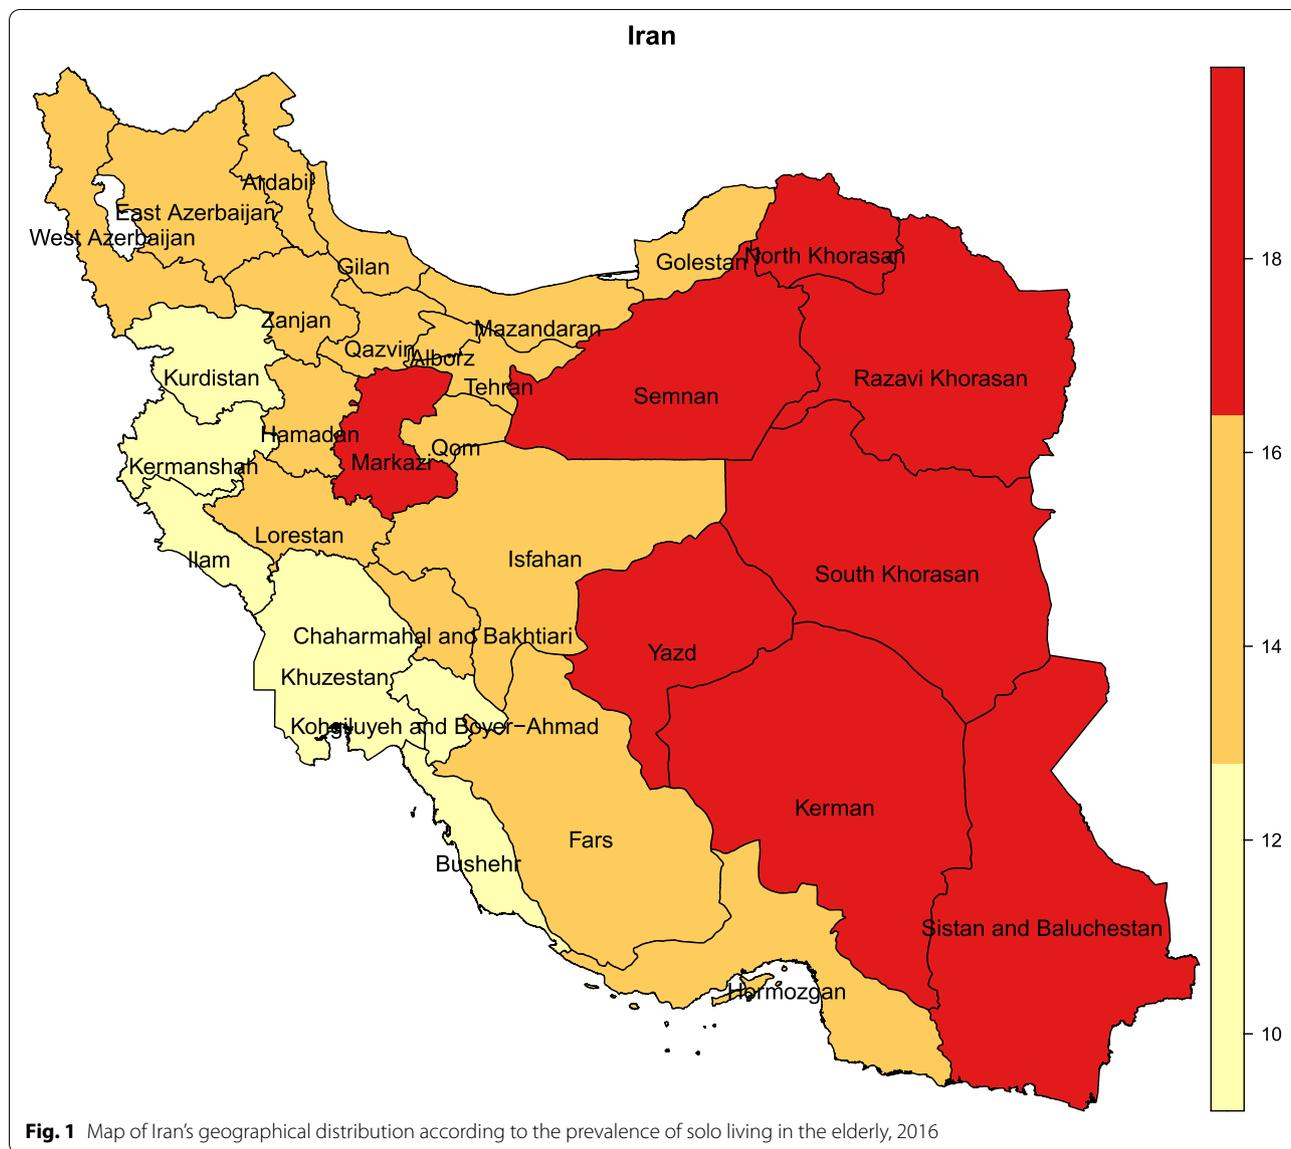 Iran
Ardabil
East Azerbaijan
West Azerbaijan
Gilan
Golestan
North Khorasan
18
Zanjan
Mazandaran
Qazvin
Alborz
Kurdistan
Tehran
Semnan
Razavi Khorasan
Hamadan
Qom
16
Kermanshah
Markazi
Lorestan
Ilam
Isfahan
South Khorasan
Chaharmahal and Bakhtiari
14
Yazd
Khuzestan
Kohgiluyeh and Boyer−Ahmad
Kerman
Fars
12
Bushehr
Sistan and Baluchestan
Hormozgan
10
Fig. 1 Map of Iran’s geographical distribution according to the prevalence of solo living in the elderly, 2016